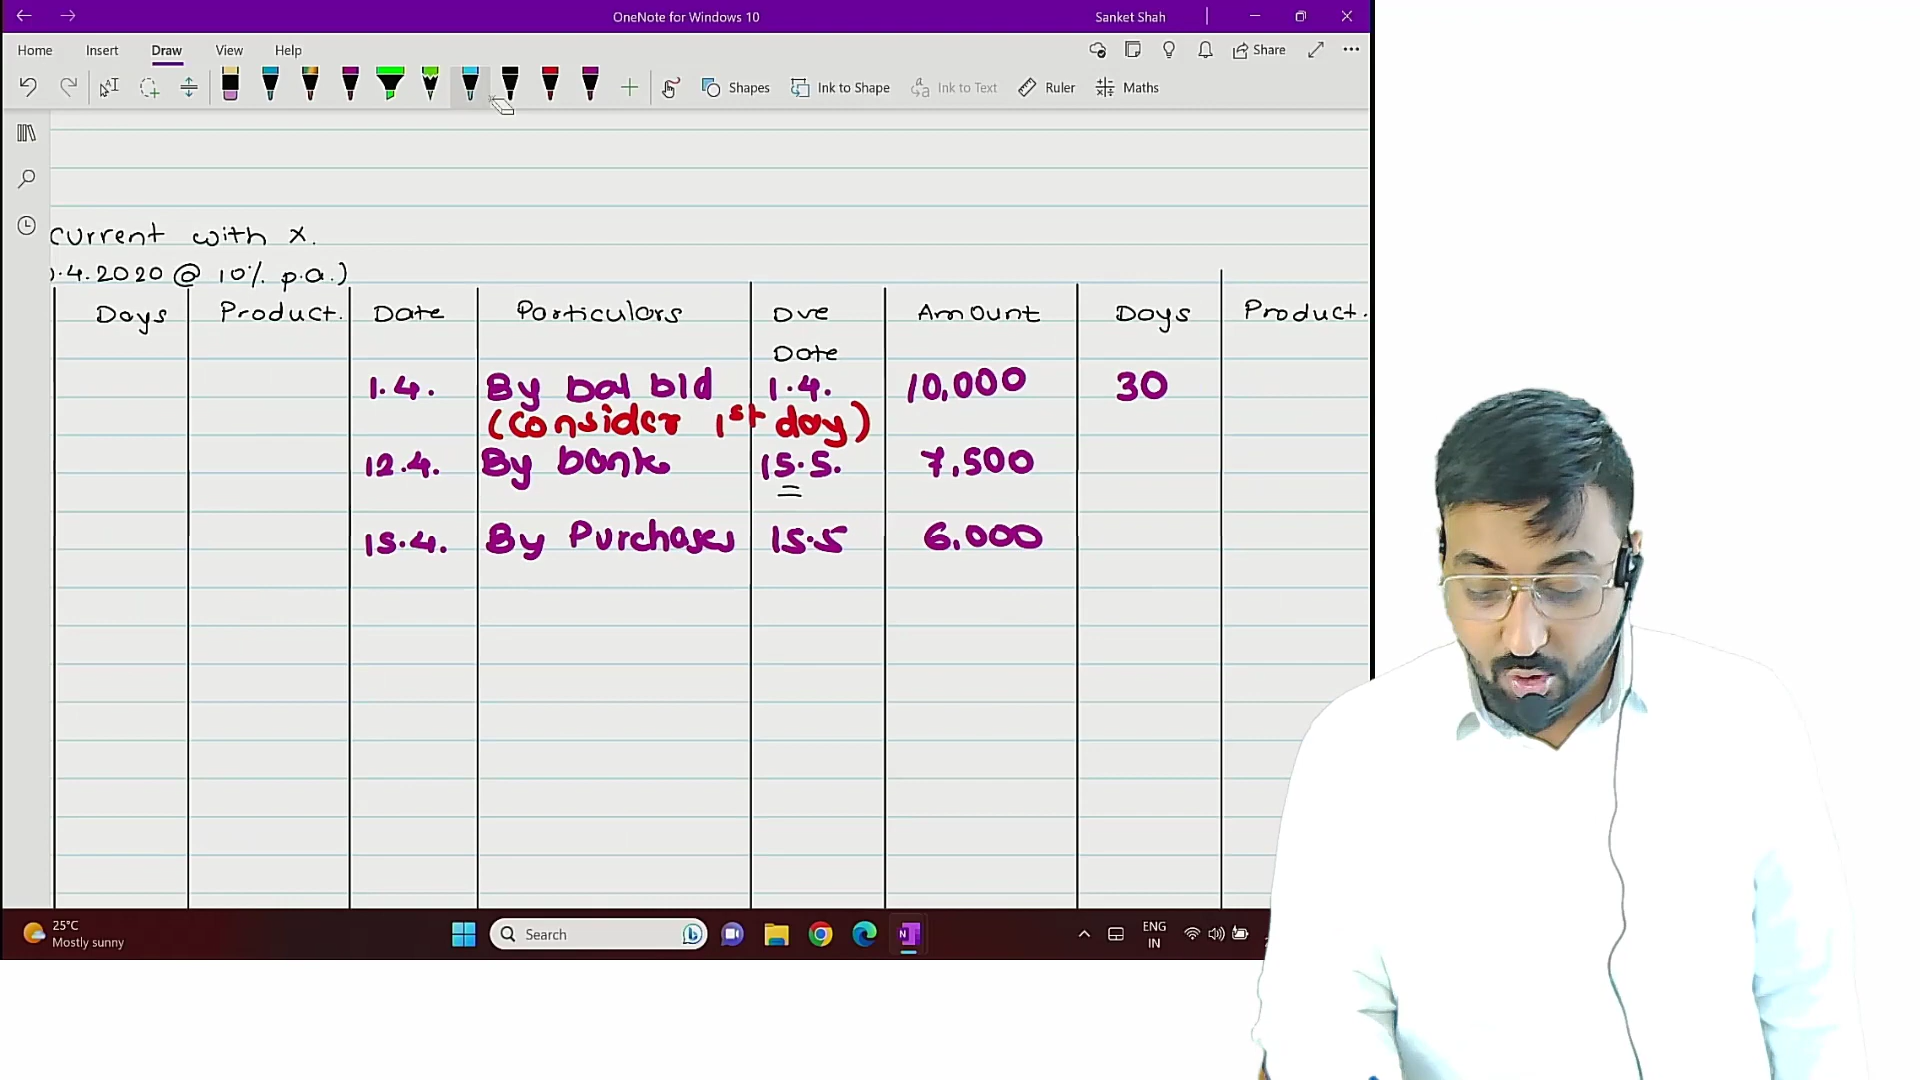 OneNote for Windows 10
Sanket Shah
Home Insert Draw View Help
Share
Shapes Ink to Shape Ink to Text Ruler Maths
current with X.
.4.2020 @ 10% p.a.)
Days Product. Date Particulars Due Date Amount Days Product.
1.4. By bal b/d 1.4. 10,000 30
(Consider 1st day)
12.4. By bank 15.5. 7,500
15.4. By Purchases 15.5 6,000
25°C
Mostly sunny
Search
ENG
IN